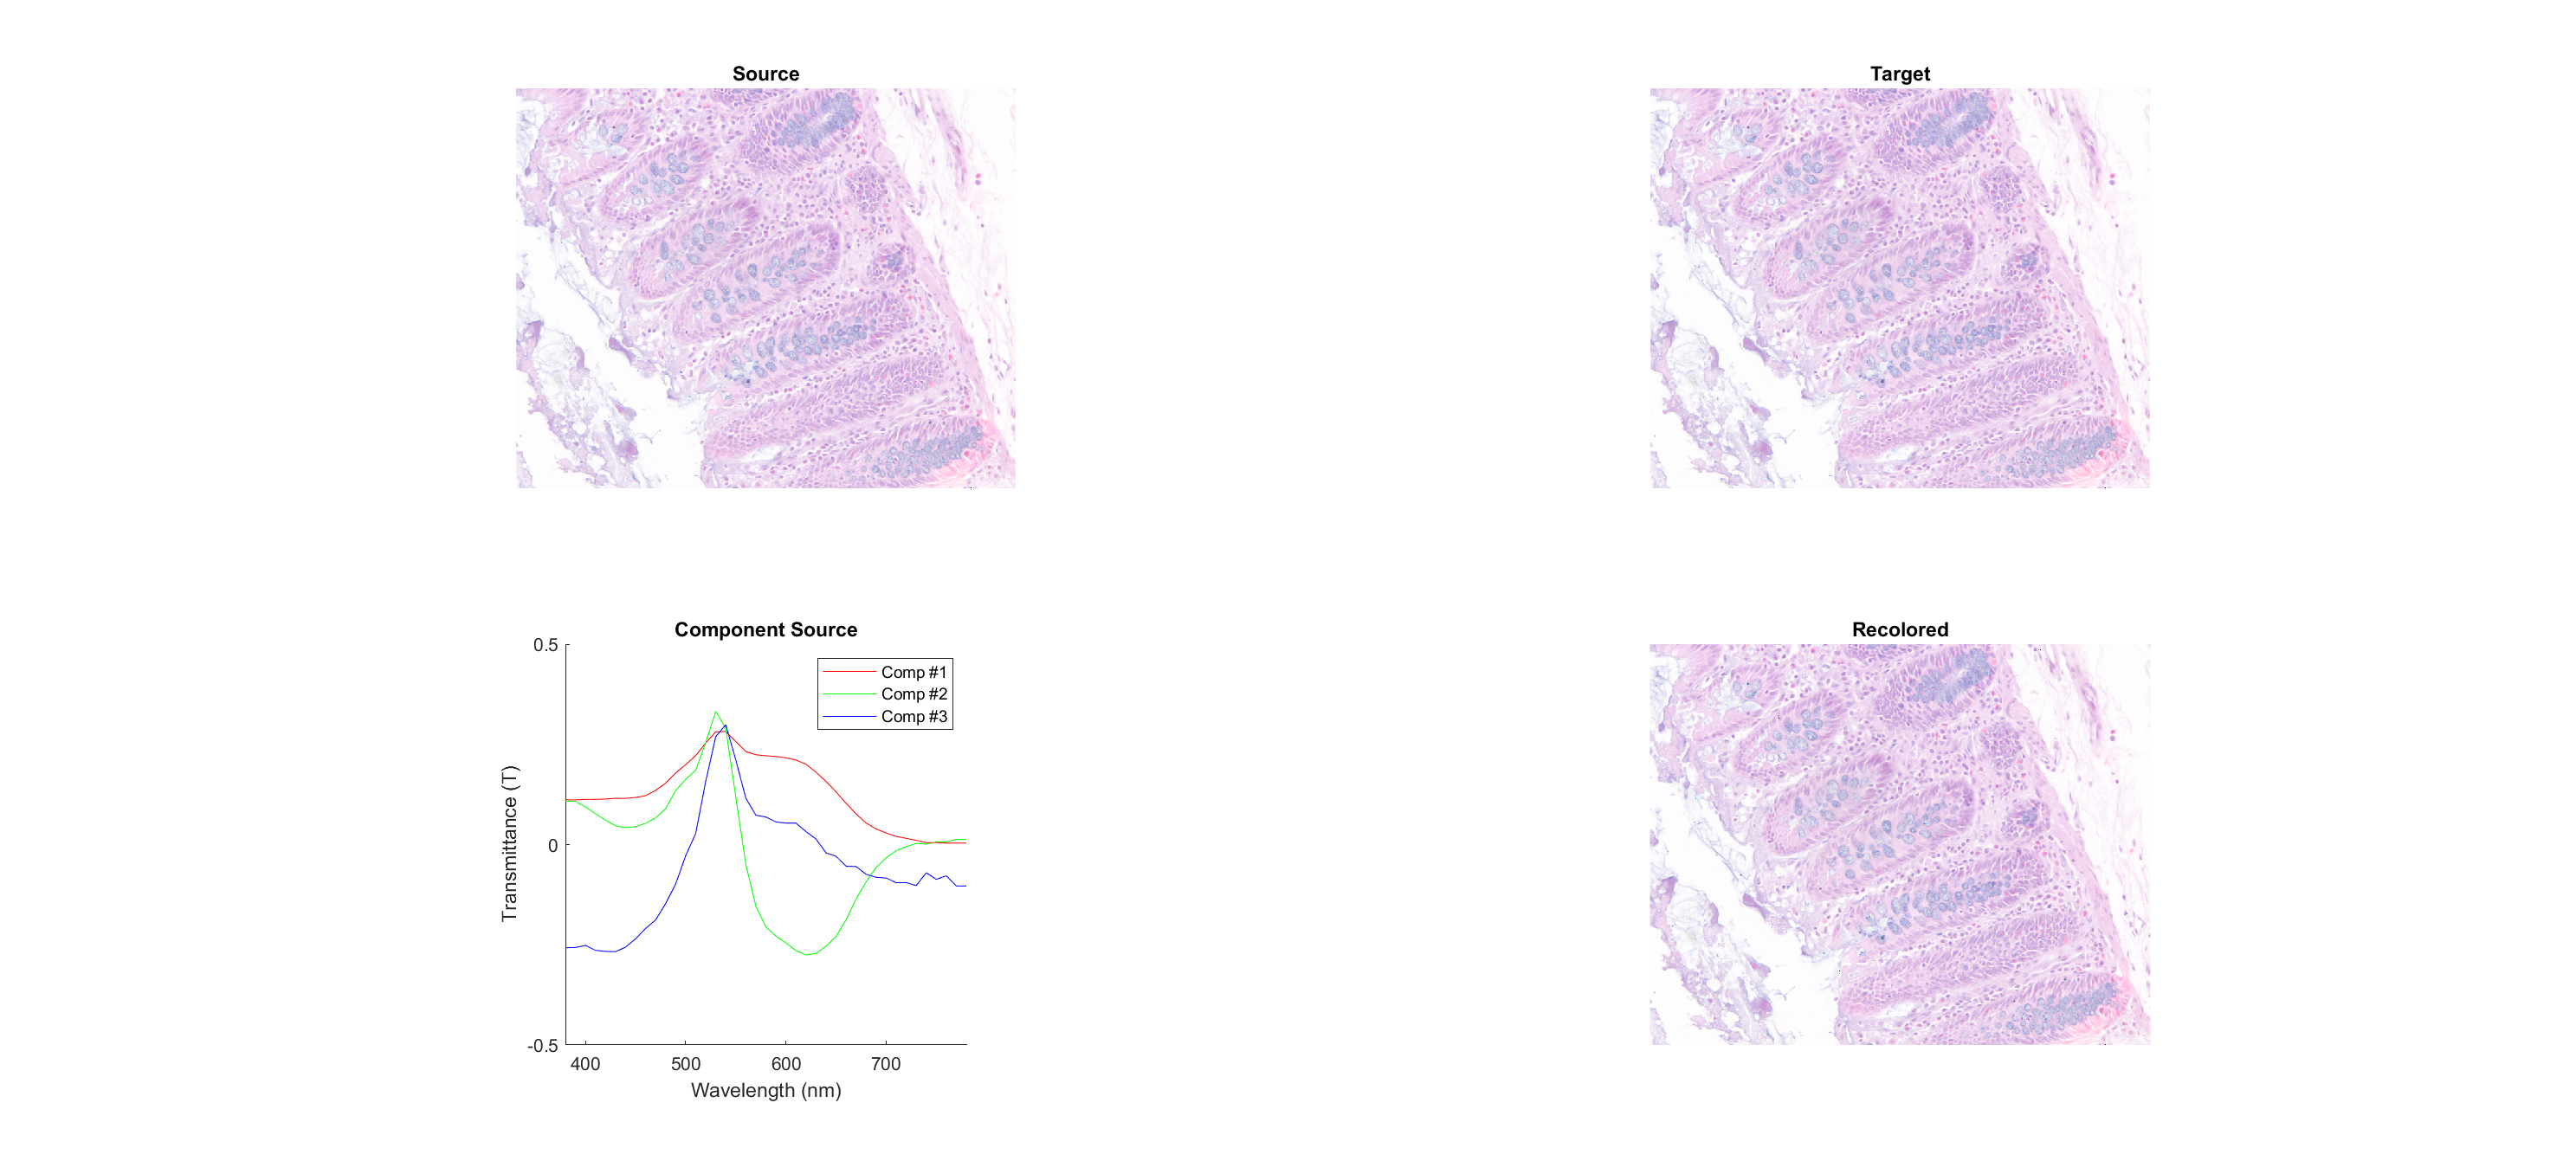 Source
Target
Component Source
0.5
0
-0.5
400 500 600 700
Transmittance (T)
Wavelength (nm)
Comp #1
Comp #2
Comp #3
Recolored